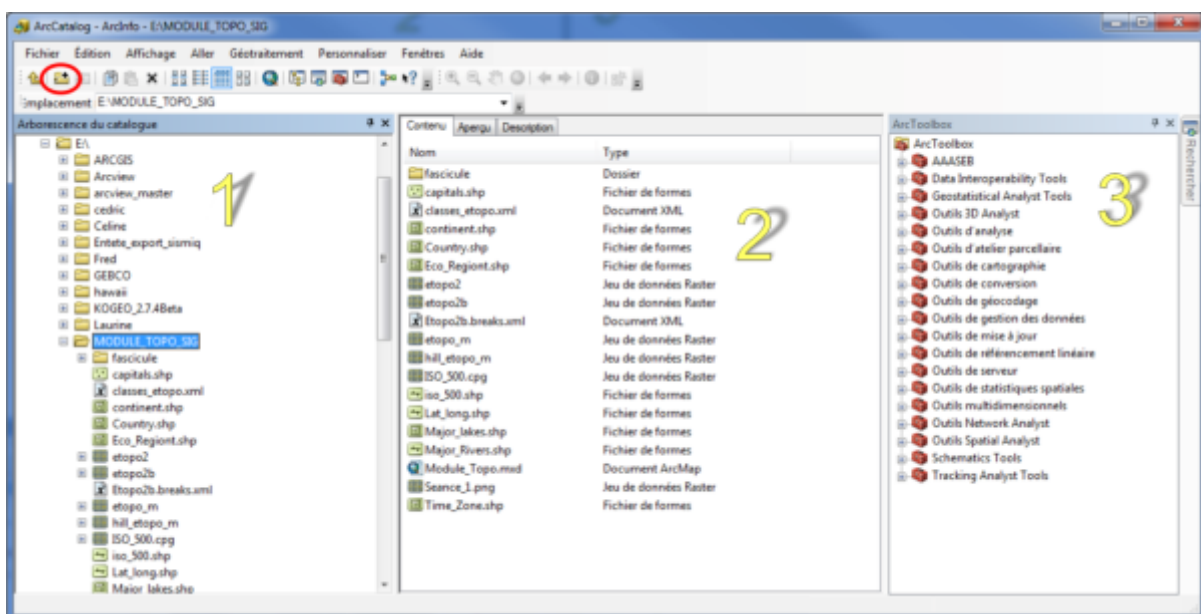 ArcCatalog - ArcInfo - E:\MODULE_TOPO_SIG
Fichier Édition Affichage Aller Géotraitement Personnaliser Fenêtres Aide
Emplacement E:\MODULE_TOPO_SIG
Arborescence du catalogue
E:\
ARCGIS
Arcview
arcview_master
cedric
Celine
Entete_export_sismiq
Fred
GEBCO
hawaii
KOGEO_2.7.4Beta
Laurine
MODULE_TOPO_SIG
fascicule
capitals.shp
classes_etopo.xml
continent.shp
Country.shp
Eco_Regiont.shp
etopo2
etopo2b
Etopo2b.breaks.xml
etopo_m
hill_etopo_m
ISO_500.cpg
iso_500.shp
Lat_long.shp
Major_lakes.shp
1
Contenu Aperçu Description
Nom Type
fascicule Dossier
capitals.shp Fichier de formes
classes_etopo.xml Document XML
continent.shp Fichier de formes
Country.shp Fichier de formes
Eco_Regiont.shp Fichier de formes
etopo2 Jeu de données Raster
etopo2b Jeu de données Raster
Etopo2b.breaks.xml Document XML
etopo_m Jeu de données Raster
hill_etopo_m Jeu de données Raster
ISO_500.cpg Jeu de données Raster
iso_500.shp Fichier de formes
Lat_long.shp Fichier de formes
Major_lakes.shp Fichier de formes
Major_Rivers.shp Fichier de formes
Module_Topo.mxd Document ArcMap
Seance_1.png Jeu de données Raster
Time_Zone.shp Fichier de formes
2
ArcToolbox
ArcToolbox
AAASEB
Data Interoperability Tools
Geostatistical Analyst Tools
Outils 3D Analyst
Outils d'analyse
Outils d'atelier parcellaire
Outils de cartographie
Outils de conversion
Outils de géocodage
Outils de gestion des données
Outils de mise à jour
Outils de référencement linéaire
Outils de serveur
Outils de statistiques spatiales
Outils multidimensionnels
Outils Network Analyst
Outils Spatial Analyst
Schematics Tools
Tracking Analyst Tools
3
Rechercher